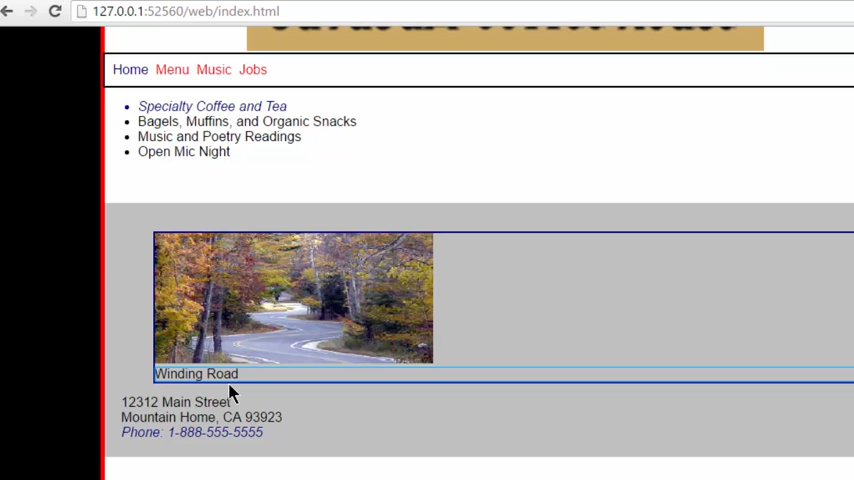 127.0.0.1:52560/web/index.html
Home Menu Music Jobs
Specialty Coffee and Tea
Bagels, Muffins, and Organic Snacks
Music and Poetry Readings
Open Mic Night
Winding Road
12312 Main Street
Mountain Home, CA 93923
Phone: 1-888-555-5555